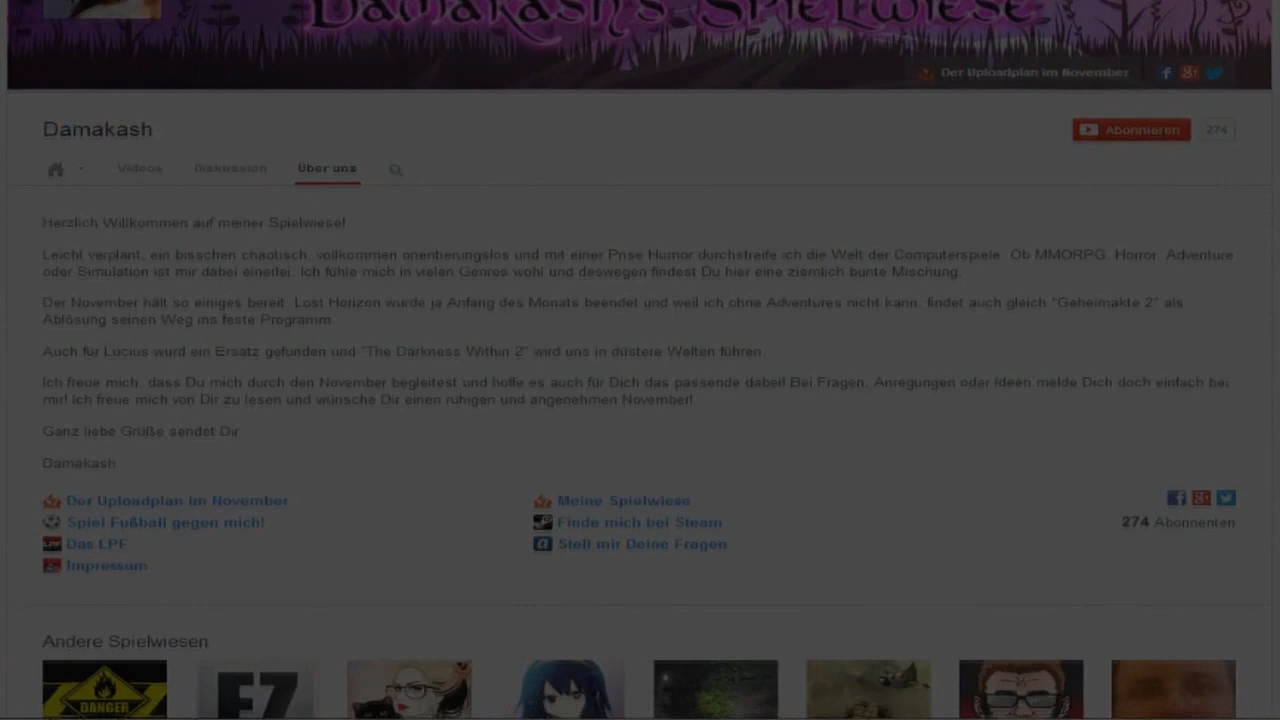 Damakash's Spielwiese
Der Uploadplan im November
Damakash
Abonnieren 274
Videos Diskussion Über uns
Herzlich Willkommen auf meiner Spielwiese!
Leicht verplant, ein bisschen chaotisch, vollkommen orientierungslos und mit einer Prise Humor durchstreife ich die Welt der Computerspiele. Ob MMORPG, Horror, Adventure
oder Simulation ist mir dabei einerlei. Ich fühle mich in vielen Genres wohl und deswegen findest Du hier eine ziemlich bunte Mischung.
Der November hält so einiges bereit. Lost Horizon wurde ja Anfang des Monats beendet und weil ich ohne Adventures nicht kann, findet auch gleich "Geheimakte 2" als
Ablösung seinen Weg ins feste Programm.
Auch für Lucius wurd ein Ersatz gefunden und "The Darkness Within 2" wird uns in düstere Welten führen.
Ich freue mich, dass Du mich durch den November begleitest und hoffe es auch für Dich das passende dabei! Bei Fragen, Anregungen oder Ideen melde Dich doch einfach bei
mir! Ich freue mich von Dir zu lesen und wünsche Dir einen ruhigen und angenehmen November!
Ganz liebe Grüße sendet Dir
Damakash
Der Uploadplan im November
Meine Spielwiese
Spiel Fußball gegen mich!
Finde mich bei Steam
274 Abonnenten
Das LPF
Stell mir Deine Fragen
Impressum
Andere Spielwiesen
DANGER